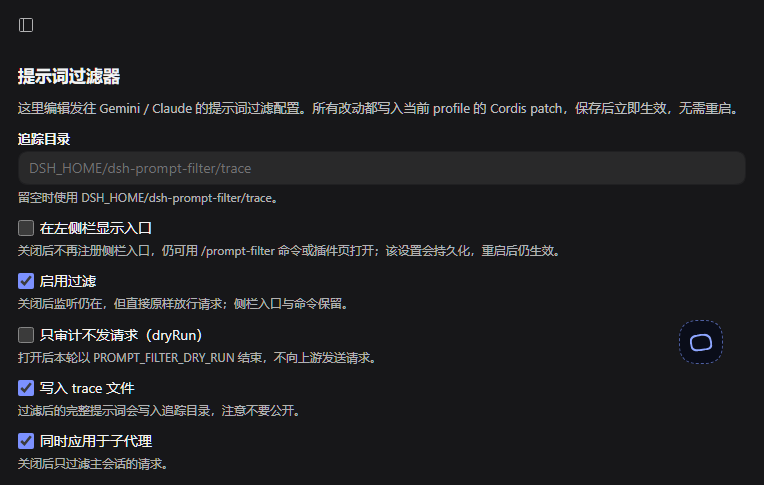 提示词过滤器
这里编辑发往 Gemini / Claude 的提示词过滤配置。所有改动都写入当前 profile 的 Cordis patch，保存后立即生效，无需重启。
追踪目录
DSH_HOME/dsh-prompt-filter/trace
留空时使用 DSH_HOME/dsh-prompt-filter/trace。
在左侧栏显示入口
关闭后不再注册侧栏入口，仍可用 /prompt-filter 命令或插件页打开；该设置会持久化，重启后仍生效。
启用过滤
关闭后监听仍在，但直接原样放行请求；侧栏入口与命令保留。
只审计不发请求（dryRun）
打开后本轮以 PROMPT_FILTER_DRY_RUN 结束，不向上游发送请求。
写入 trace 文件
过滤后的完整提示词会写入追踪目录，注意不要公开。
同时应用于子代理
关闭后只过滤主会话的请求。